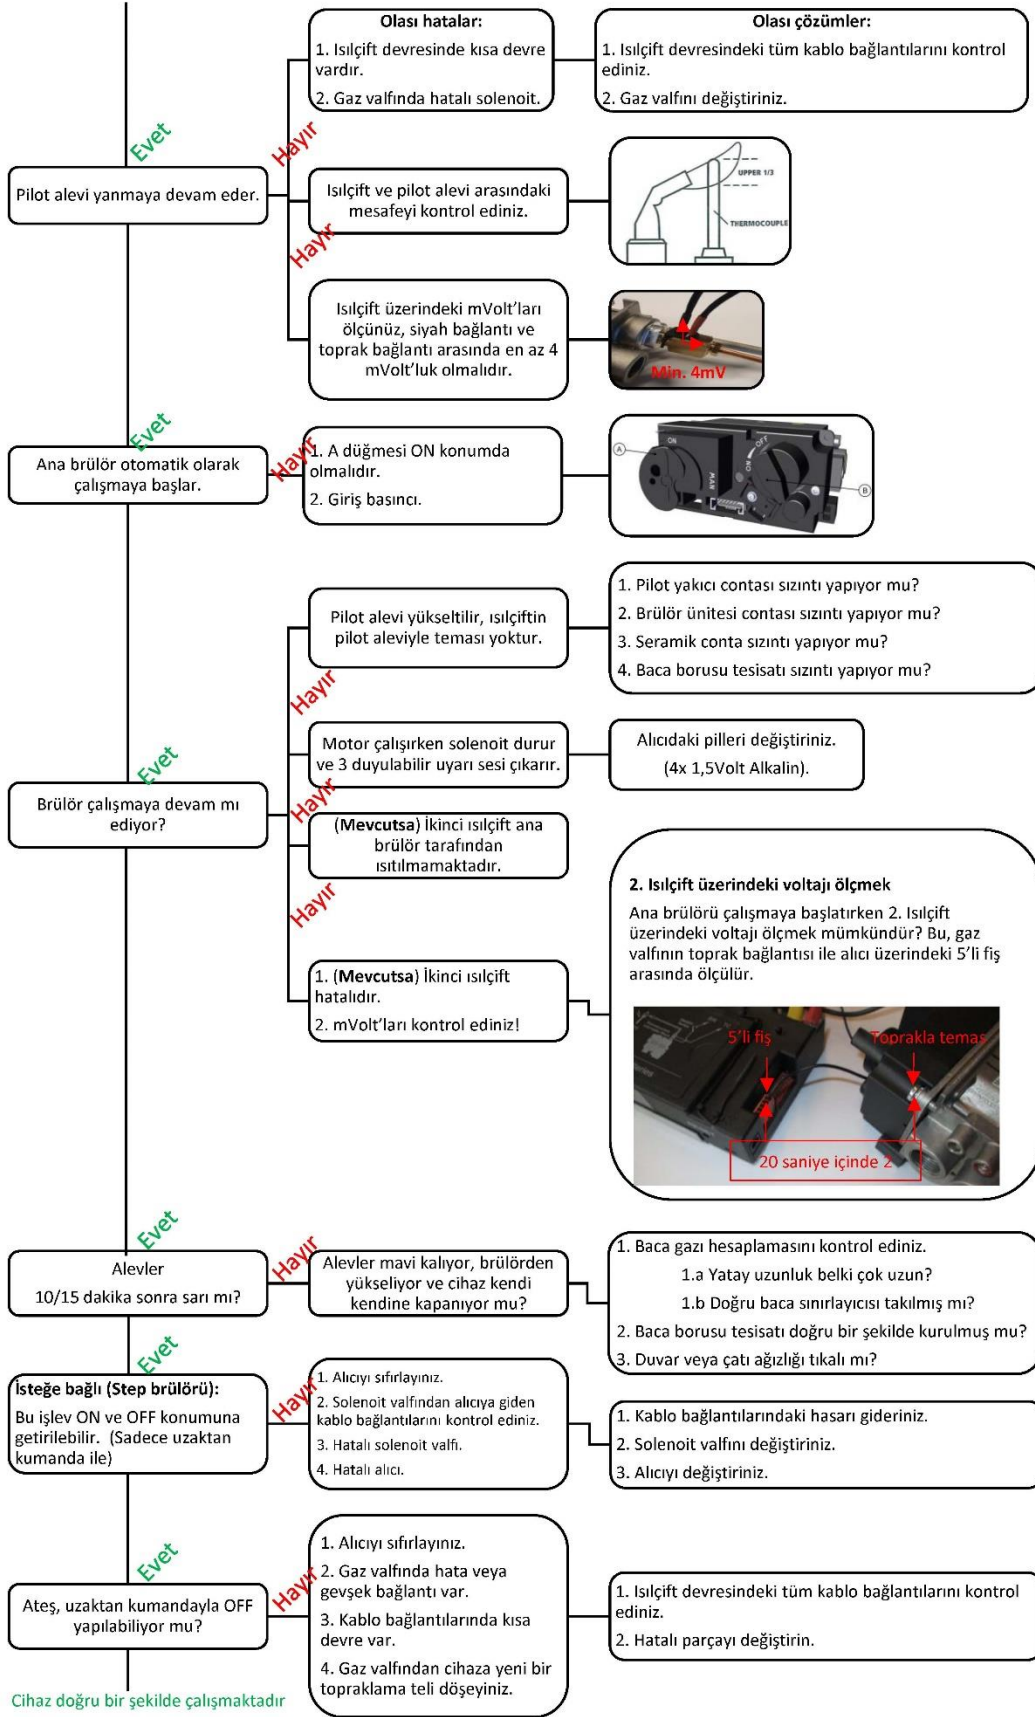 Olası hatalar:
1. Isılçift devresinde kısa devre
vardır.
2. Gaz valfında hatalı solenoit.
Olası çözümler:
1. Isılçift devresindeki tüm kablo bağlantılarını kontrol
ediniz.
2. Gaz valfını değiştiriniz.
Evet
Hayır
Pilot alevi yanmaya devam eder.
Isılçift ve pilot alevi arasındaki
mesafeyi kontrol ediniz.
UPPER 1/3
THERMOCOUPLE
Hayır
Isılçift üzerindeki mVolt’ları
ölçünüz, siyah bağlantı ve
toprak bağlantı arasında en az 4
mVolt’luk olmalıdır.
Min. 4mV
Evet
Hayır
Ana brülör otomatik olarak
çalışmaya başlar.
1. A düğmesi ON konumda
olmalıdır.
2. Giriş basıncı.
A
ON
MAN
ON
OFF
B
Pilot alevi yükseltilir, ısılçiftin
pilot aleviyle teması yoktur.
1. Pilot yakıcı contası sızıntı yapıyor mu?
2. Brülör ünitesi contası sızıntı yapıyor mu?
3. Seramik conta sızıntı yapıyor mu?
4. Baca borusu tesisatı sızıntı yapıyor mu?
Hayır
Evet
Motor çalışırken solenoit durur
ve 3 duyulabilir uyarı sesi çıkarır.
Alıcıdaki pilleri değiştiriniz.
(4x 1,5Volt Alkalin).
Brülör çalışmaya devam mı
ediyor?
Hayır
(Mevcutsa) İkinci ısılçift ana
brülör tarafından
ısıtılmamaktadır.
Hayır
1. (Mevcutsa) İkinci ısılçift
hatalıdır.
2. mVolt’ları kontrol ediniz!
2. Isılçift üzerindeki voltajı ölçmek
Ana brülörü çalışmaya başlatırken 2. Isılçift
üzerindeki voltajı ölçmek mümkündür? Bu, gaz
valfının toprak bağlantısı ile alıcı üzerindeki 5’li fiş
arasında ölçülür.
5’li fiş
Toprakla temas
20 saniye içinde 2
Evet
Hayır
Alevler
10/15 dakika sonra sarı mı?
Alevler mavi kalıyor, brülörden
yükseliyor ve cihaz kendi
kendine kapanıyor mu?
1. Baca gazı hesaplamasını kontrol ediniz.
1.a Yatay uzunluk belki çok uzun?
1.b Doğru baca sınırlayıcısı takılmış mı?
2. Baca borusu tesisatı doğru bir şekilde kurulmuş mu?
3. Duvar veya çatı ağızlığı tıkalı mı?
Evet
Hayır
İsteğe bağlı (Step brülörü):
Bu işlev ON ve OFF konumuna
getirilebilir. (Sadece uzaktan
kumanda ile)
1. Alıcıyı sıfırlayınız.
2. Solenoit valfından alıcıya giden
kablo bağlantılarını kontrol ediniz.
3. Hatalı solenoit valfı.
4. Hatalı alıcı.
1. Kablo bağlantılarındaki hasarı gideriniz.
2. Solenoit valfını değiştiriniz.
3. Alıcıyı değiştiriniz.
Evet
Hayır
Ateş, uzaktan kumandayla OFF
yapılabiliyor mu?
1. Alıcıyı sıfırlayınız.
2. Gaz valfında hata veya
gevşek bağlantı var.
3. Kablo bağlantılarında kısa
devre var.
4. Gaz valfından cihaza yeni bir
topraklama teli döşeyiniz.
1. Isılçift devresindeki tüm kablo bağlantılarını kontrol
ediniz.
2. Hatalı parçayı değiştirin.
Cihaz doğru bir şekilde çalışmaktadır